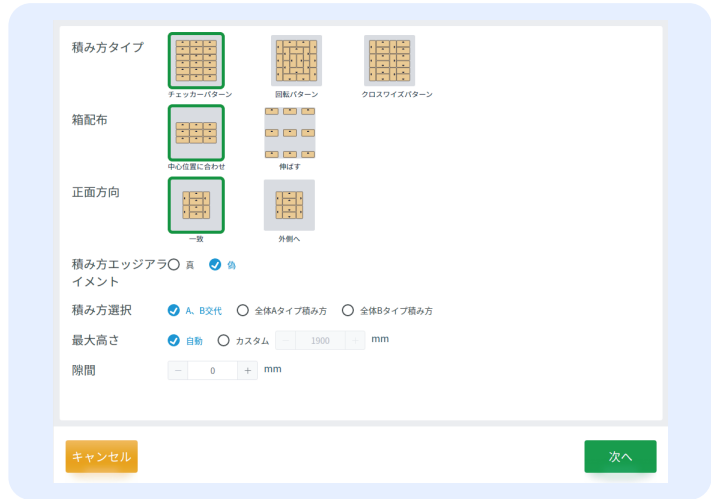 積み方タイプ
チェッカーパターン
回転パターン
クロスワイズパターン
箱配布
中心位置に合わせ
伸ばす
正面方向
一致
外側へ
積み方エッジアラ
イメント
真
偽
積み方選択
A、B交代
全体Aタイプ積み方
全体Bタイプ積み方
最大高さ
自動
カスタム
1900
mm
隙間
0
mm
キャンセル
次へ